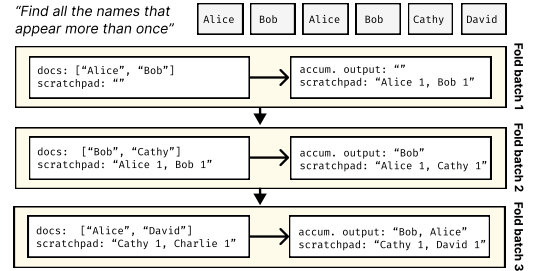 “Find all the names that
appear more than once”
Alice Bob Alice Bob Cathy David
docs: [“Alice”, “Bob”]
scratchpad: “”
accum. output: “”
scratchpad: “Alice 1, Bob 1”
Fold batch 1
docs: [“Bob”, “Cathy”]
scratchpad: “Alice 1, Bob 1”
accum. output: “Bob”
scratchpad: “Alice 1, Cathy 1”
Fold batch 2
docs: [“Alice”, “David”]
scratchpad: “Cathy 1, Charlie 1”
accum. output: “Bob, Alice”
scratchpad: “Cathy 1, David 1”
Fold batch 3